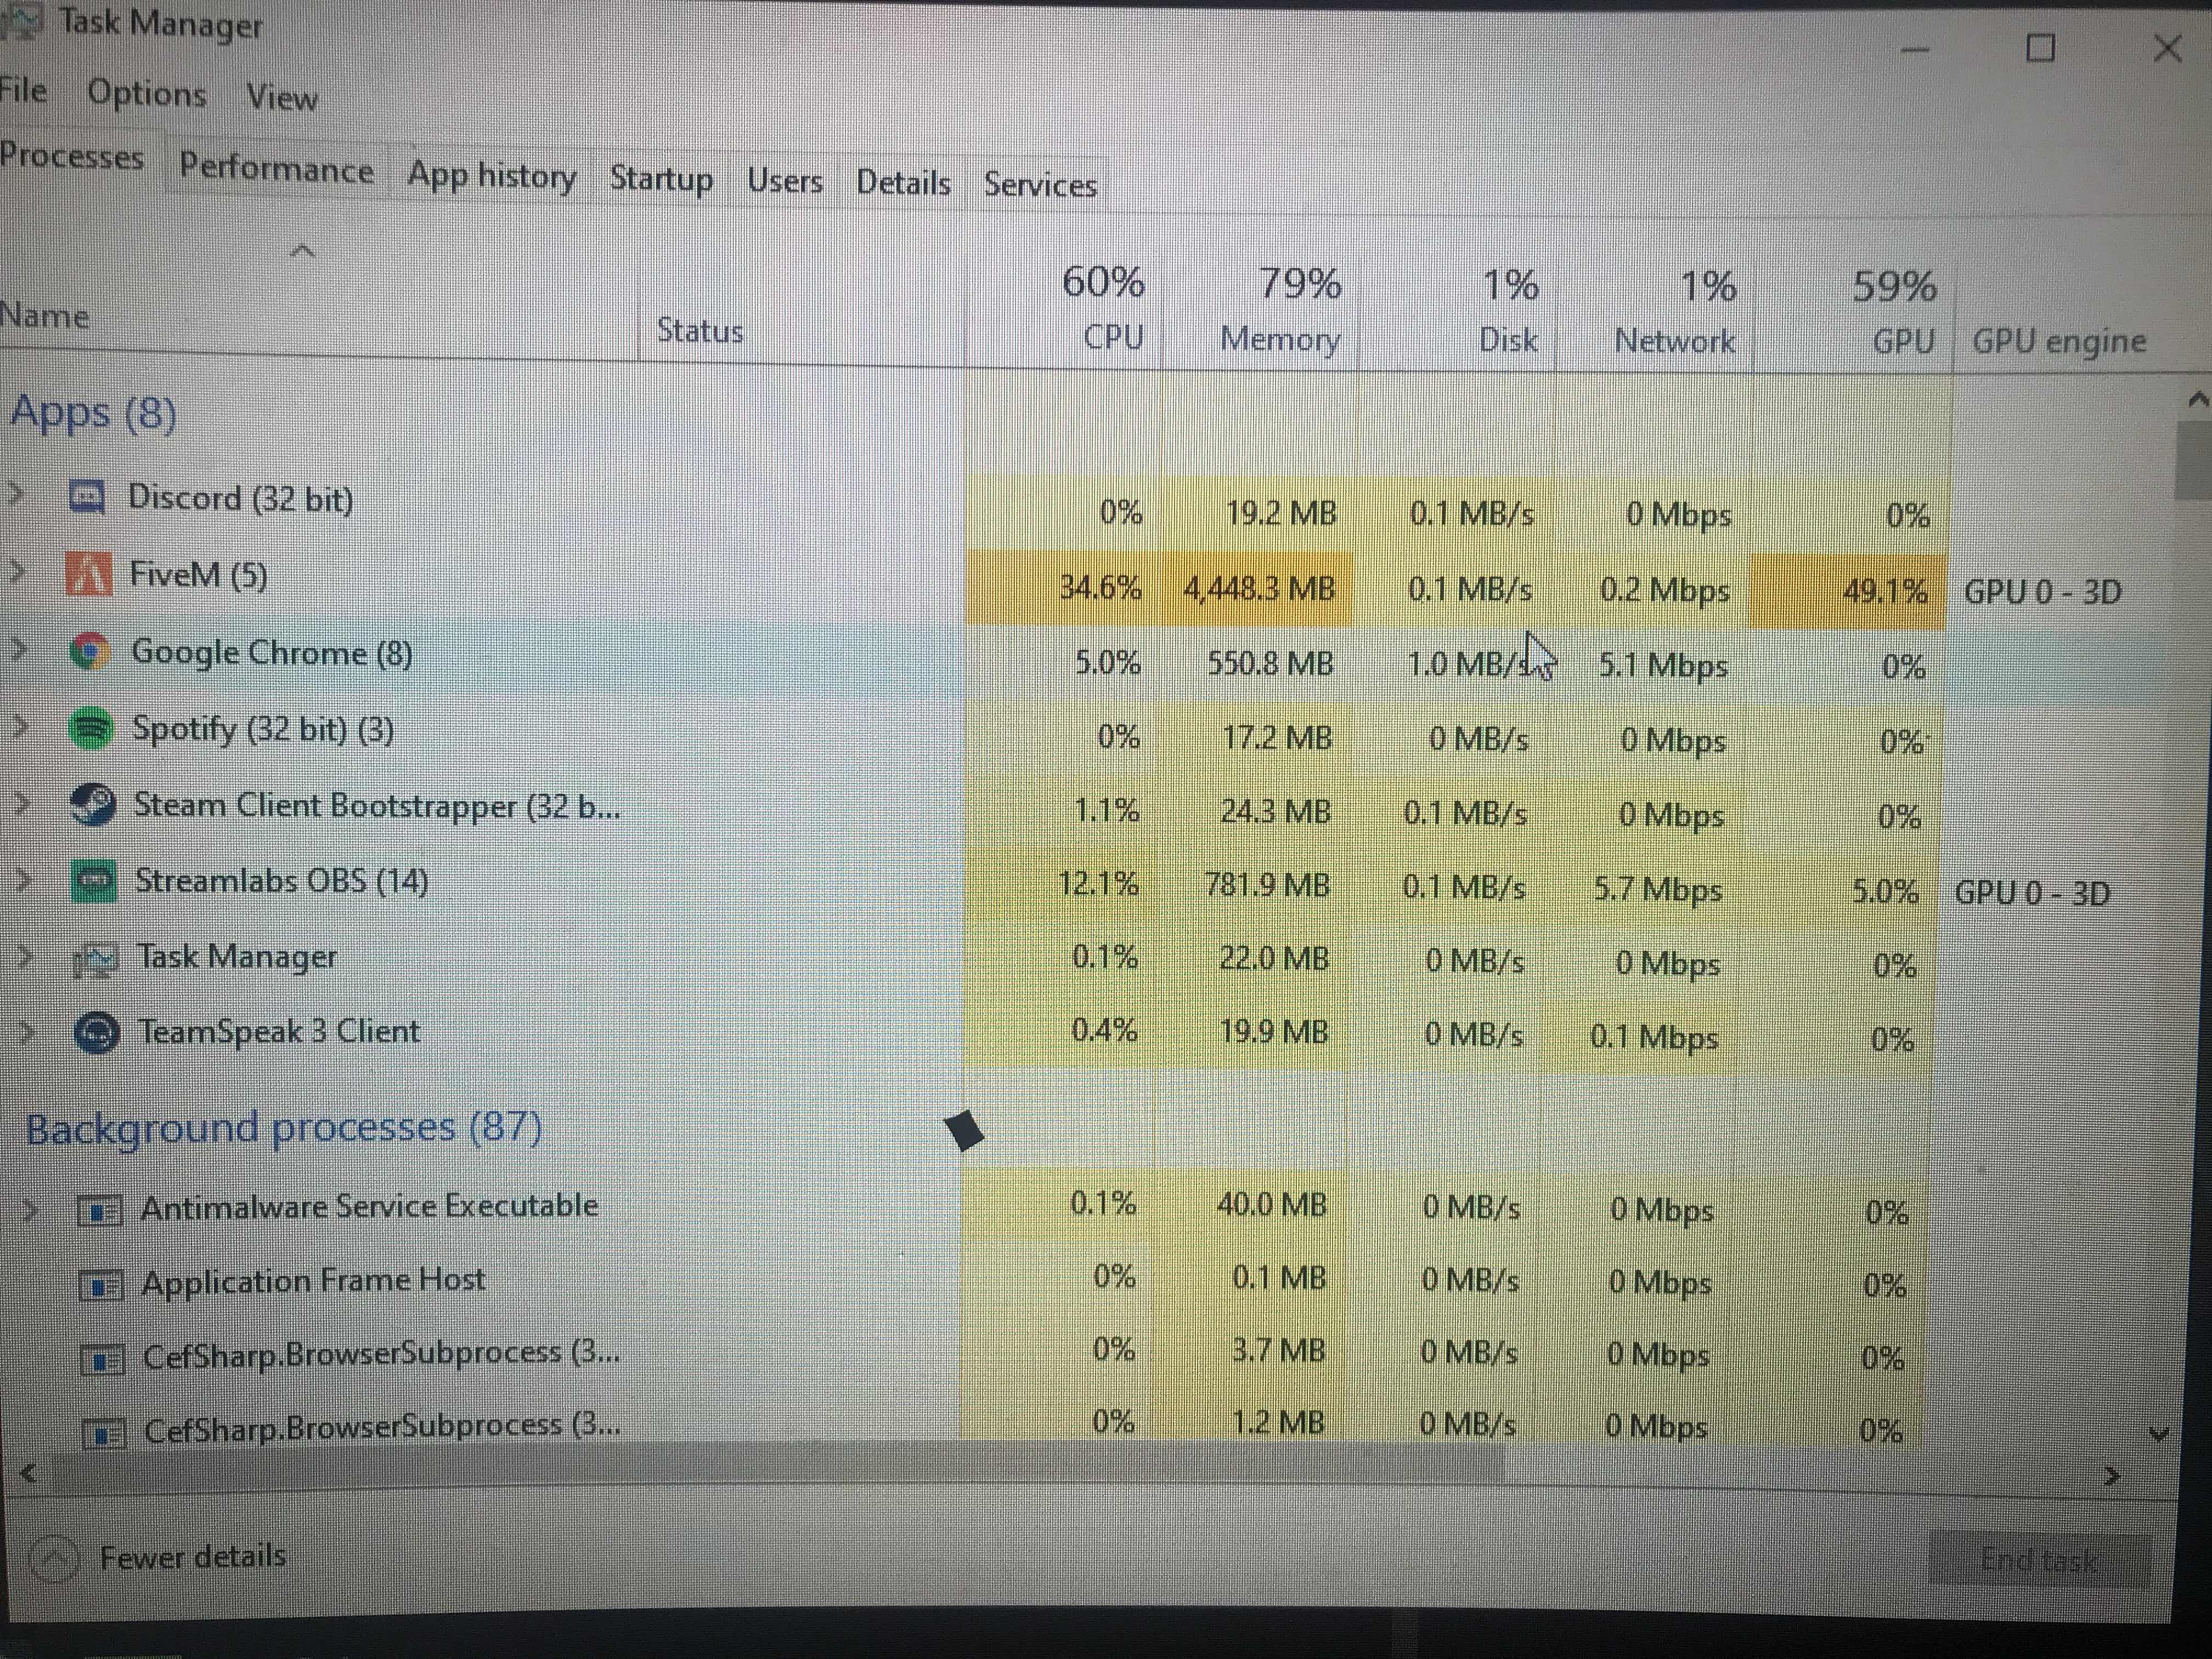 Task Manager
File Options View
Processes Performance App history Startup Users Details Services
60% 79% 1% 1% 59%
Name Status CPU Memory Disk Network GPU GPU engine
Apps (8)
Discord (32 bit) 0% 19.2 MB 0.1 MB/s 0 Mbps 0%
FiveM (5) 34.6% 4,448.3 MB 0.1 MB/s 0.2 Mbps 49.1% GPU 0 - 3D
Google Chrome (8) 5.0% 550.8 MB 1.0 MB/s 5.1 Mbps 0%
Spotify (32 bit) (3) 0% 17.2 MB 0 MB/s 0 Mbps 0%
Steam Client Bootstrapper (32 b... 1.1% 24.3 MB 0.1 MB/s 0 Mbps 0%
Streamlabs OBS (14) 12.1% 781.9 MB 0.1 MB/s 5.7 Mbps 5.0% GPU 0 - 3D
Task Manager 0.1% 22.0 MB 0 MB/s 0 Mbps 0%
TeamSpeak 3 Client 0.4% 19.9 MB 0 MB/s 0.1 Mbps 0%
Background processes (87)
Antimalware Service Executable 0.1% 40.0 MB 0 MB/s 0 Mbps 0%
Application Frame Host 0% 0.1 MB 0 MB/s 0 Mbps 0%
CefSharp.BrowserSubprocess (3... 0% 3.7 MB 0 MB/s 0 Mbps 0%
CefSharp.BrowserSubprocess (3... 0% 1.2 MB 0 MB/s 0 Mbps 0%
Fewer details End task